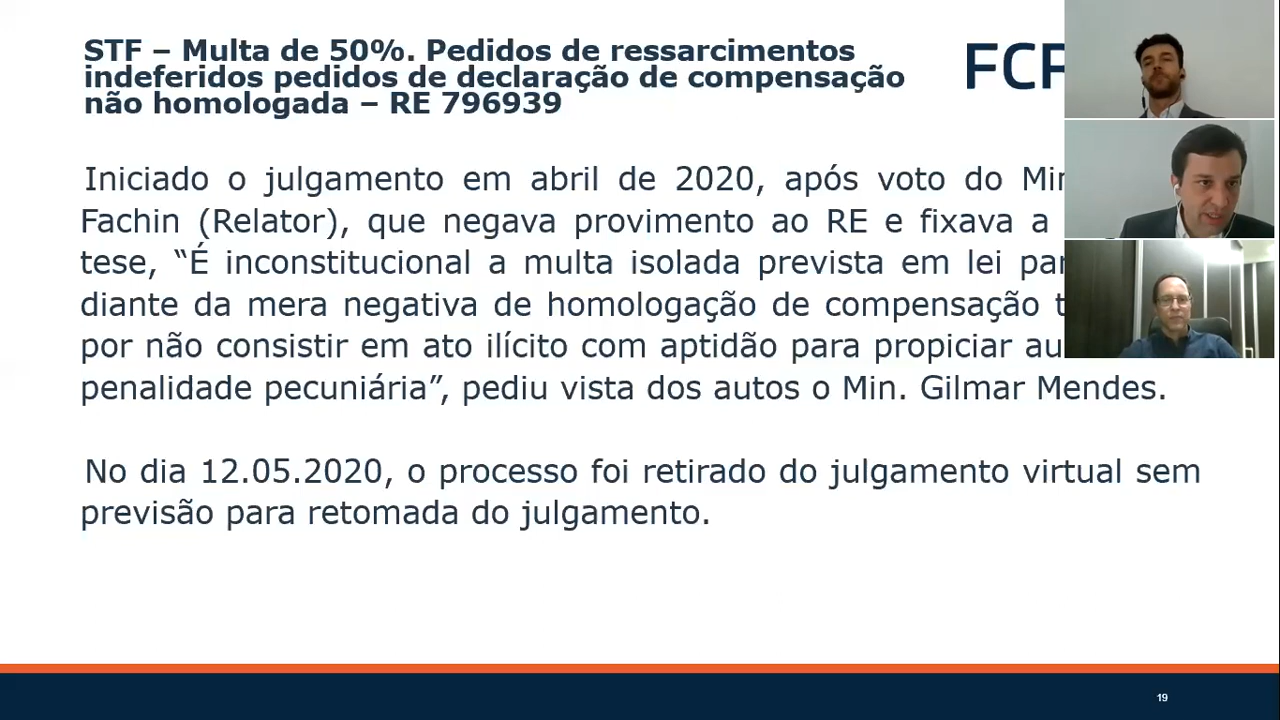 STF – Multa de 50%. Pedidos de ressarcimentos
indeferidos pedidos de declaração de compensação
não homologada – RE 796939
FCR
Iniciado o julgamento em abril de 2020, após voto do
Fachin (Relator), que negava provimento ao RE e fixava a
tese, “É inconstitucional a multa isolada prevista em lei
diante da mera negativa de homologação de compensação
por não consistir em ato ilícito com aptidão para propiciar
penalidade pecuniária”, pediu vista dos autos o Min. Gilmar Mendes.
No dia 12.05.2020, o processo foi retirado do julgamento virtual sem
previsão para retomada do julgamento.
19